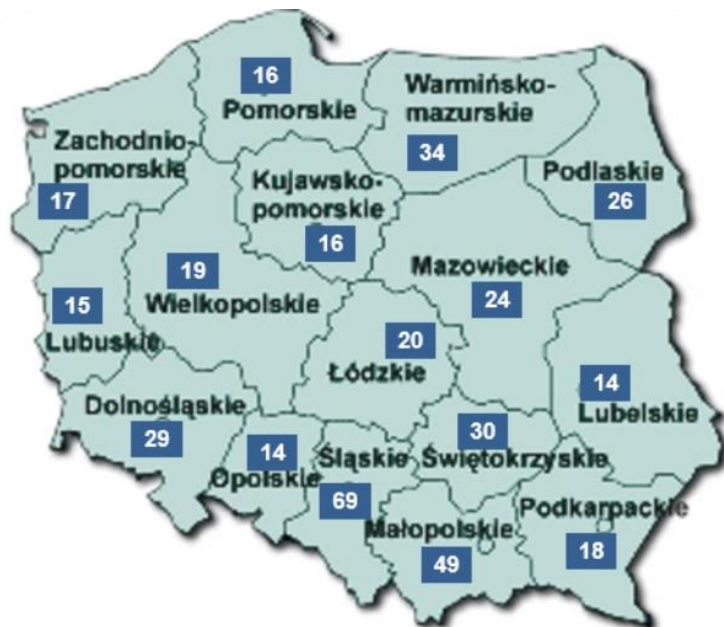 16
Pomorskie
Warmińsko-
mazurskie
34
Zachodnio-
pomorskie
17
Kujawsko-
pomorskie
16
Podlaskie
26
19
Wielkopolskie
Mazowieckie
24
15
Lubuskie
20
Łódzkie
14
Lubelskie
Dolnośląskie
29
14
Opolskie
Śląskie
69
30
Świętokrzyskie
Małopolskie
49
Podkarpackie
18